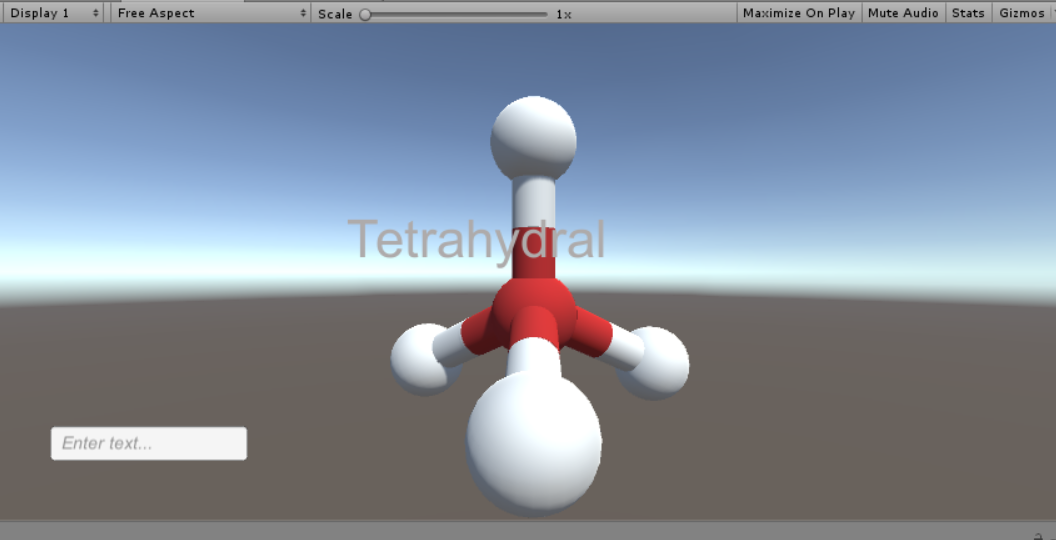 Display 1 Free Aspect Scale 1x Maximize On Play Mute Audio Stats Gizmos
Tetrahydral
Enter text...